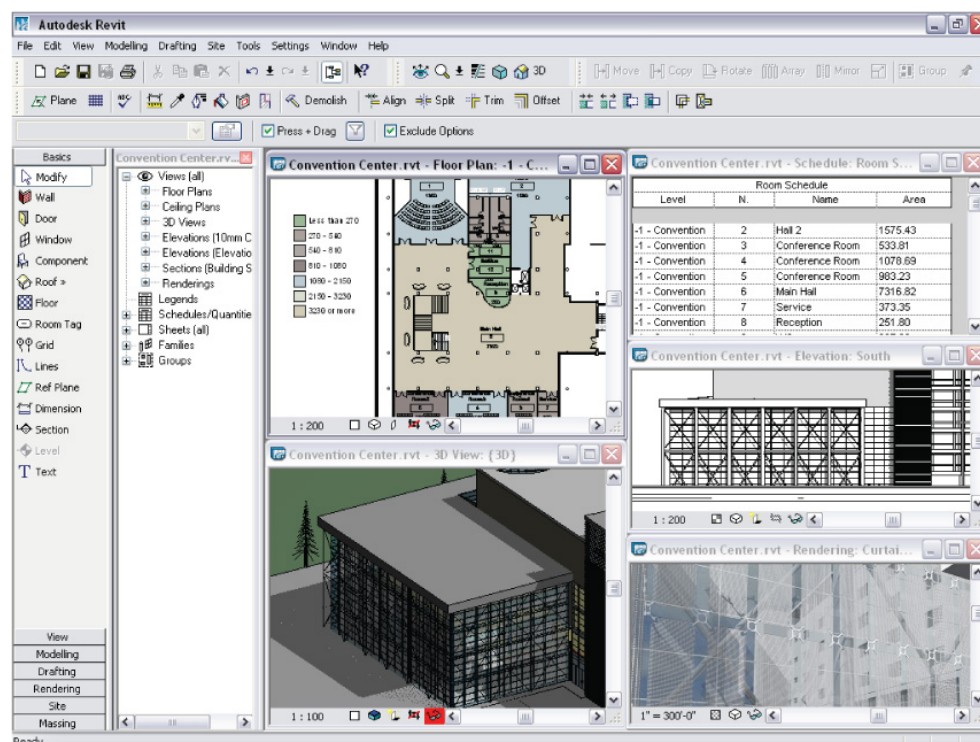 Autodesk Revit
File Edit View Modelling Drafting Site Tools Settings Window Help
3D Move Copy Rotate Array Mirror Group
Plane Demolish Align Split Trim Offset
Press + Drag Exclude Options
Basics
Modify
Wall
Door
Window
Component
Roof »
Floor
Room Tag
Grid
Lines
Ref Plane
Dimension
Section
Level
Text
View
Modelling
Drafting
Rendering
Site
Massing
Convention Center.rv...
Views (all)
Floor Plans
Ceiling Plans
3D Views
Elevations (10mm C
Elevations (Elevatio
Sections (Building S
Renderings
Legends
Schedules/Quantitie
Sheets (all)
Families
Groups
Convention Center.rvt - Floor Plan: -1 - C...
Less than 270
270 - 540
540 - 810
810 - 1080
1080 - 2150
2150 - 3230
3230 or more
Main Hall
1 : 200
Convention Center.rvt - 3D View: {3D}
1 : 100
Convention Center.rvt - Schedule: Room S...
Room Schedule
Level N. Name Area
-1 - Convention 2 Hall 2 1575.43
-1 - Convention 3 Conference Room 533.81
-1 - Convention 4 Conference Room 1078.69
-1 - Convention 5 Conference Room 983.23
-1 - Convention 6 Main Hall 7316.82
-1 - Convention 7 Service 373.35
-1 - Convention 8 Reception 251.80
Convention Center.rvt - Elevation: South
1 : 200
Convention Center.rvt - Rendering: Curtai...
1" = 300'-0"
Ready